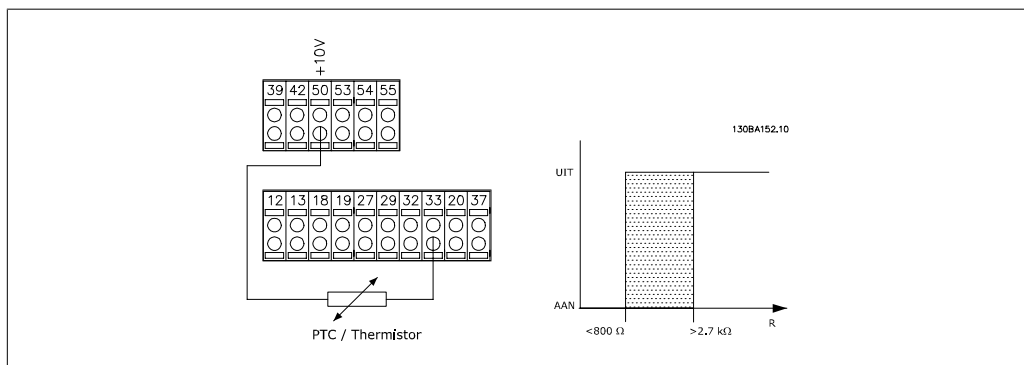 +10V
39 42 50 53 54 55
12 13 18 19 27 29 32 33 20 37
PTC / Thermistor
130BA152.10
UIT
AAN
R
<800 Ω >2.7 kΩ